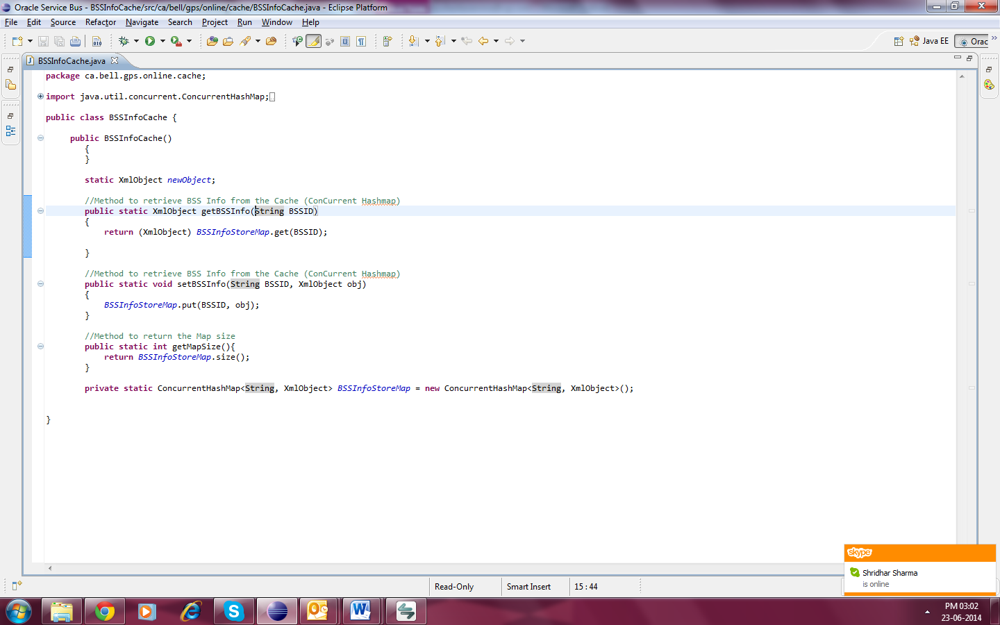 Oracle Service Bus - BSSInfoCache/src/ca/bell/gps/online/cache/BSSInfoCache.java - Eclipse Platform
File Edit Source Refactor Navigate Search Project Run Window Help
Java EE
Orac
BSSInfoCache.java
package ca.bell.gps.online.cache;
import java.util.concurrent.ConcurrentHashMap;
public class BSSInfoCache {
public BSSInfoCache()
{
}
static XmlObject newObject;
//Method to retrieve BSS Info from the Cache (ConCurrent Hashmap)
public static XmlObject getBSSInfo(String BSSID)
{
return (XmlObject) BSSInfoStoreMap.get(BSSID);
}
//Method to retrieve BSS Info from the Cache (ConCurrent Hashmap)
public static void setBSSInfo(String BSSID, XmlObject obj)
{
BSSInfoStoreMap.put(BSSID, obj);
}
//Method to return the Map size
public static int getMapSize(){
return BSSInfoStoreMap.size();
}
private static ConcurrentHashMap<String, XmlObject> BSSInfoStoreMap = new ConcurrentHashMap<String, XmlObject>();
}
skype
Shridhar Sharma
is online
Read-Only
Smart Insert
15 : 44
PM 03:02
23-06-2014